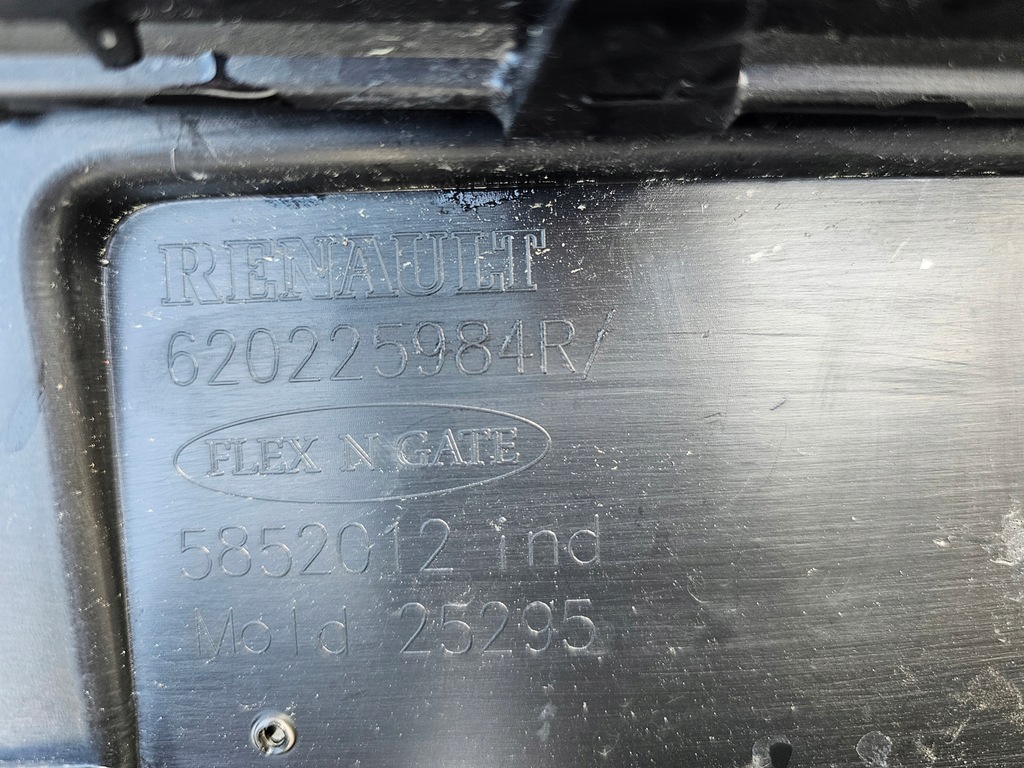 RENAULT
620225984R/
FLEX N GATE
5852012 ind
Mold 25295